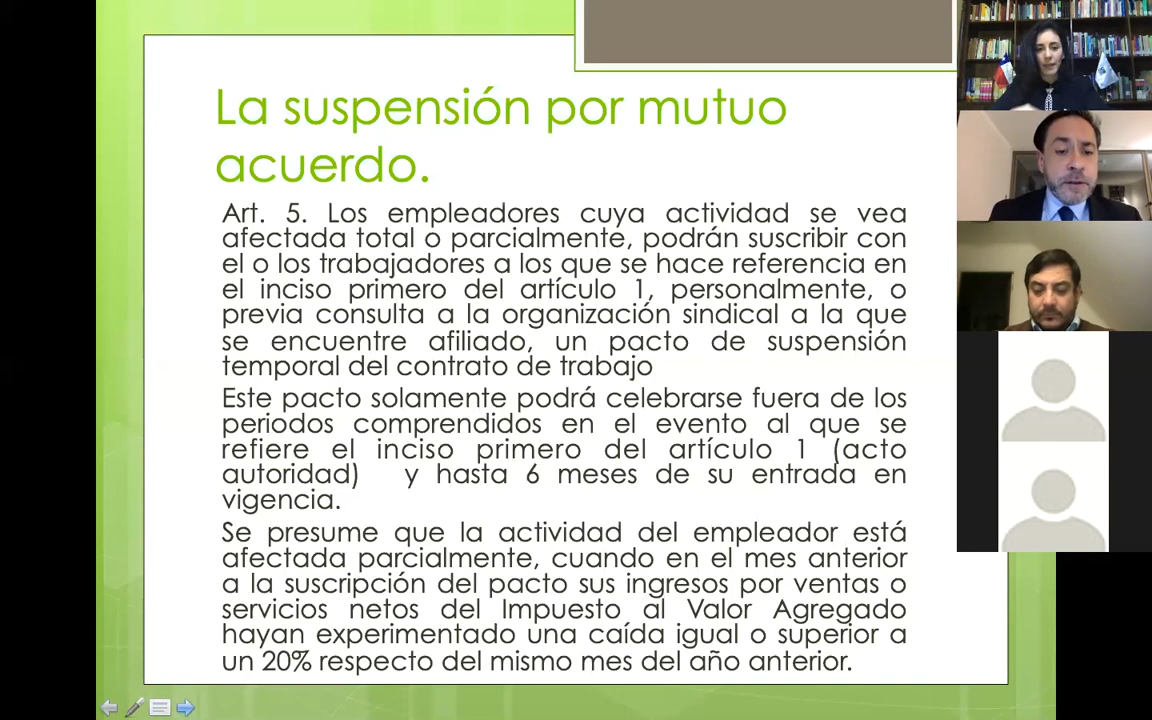 La suspensión por mutuo
acuerdo.
Art. 5. Los empleadores cuya actividad se vea
afectada total o parcialmente, podrán suscribir con
el o los trabajadores a los que se hace referencia en
el inciso primero del artículo 1, personalmente, o
previa consulta a la organización sindical a la que
se encuentre afiliado, un pacto de suspensión
temporal del contrato de trabajo
Este pacto solamente podrá celebrarse fuera de los
periodos comprendidos en el evento al que se
refiere el inciso primero del artículo 1 (acto
autoridad) y hasta 6 meses de su entrada en
vigencia.
Se presume que la actividad del empleador está
afectada parcialmente, cuando en el mes anterior
a la suscripción del pacto sus ingresos por ventas o
servicios netos del Impuesto al Valor Agregado
hayan experimentado una caída igual o superior a
un 20% respecto del mismo mes del año anterior.